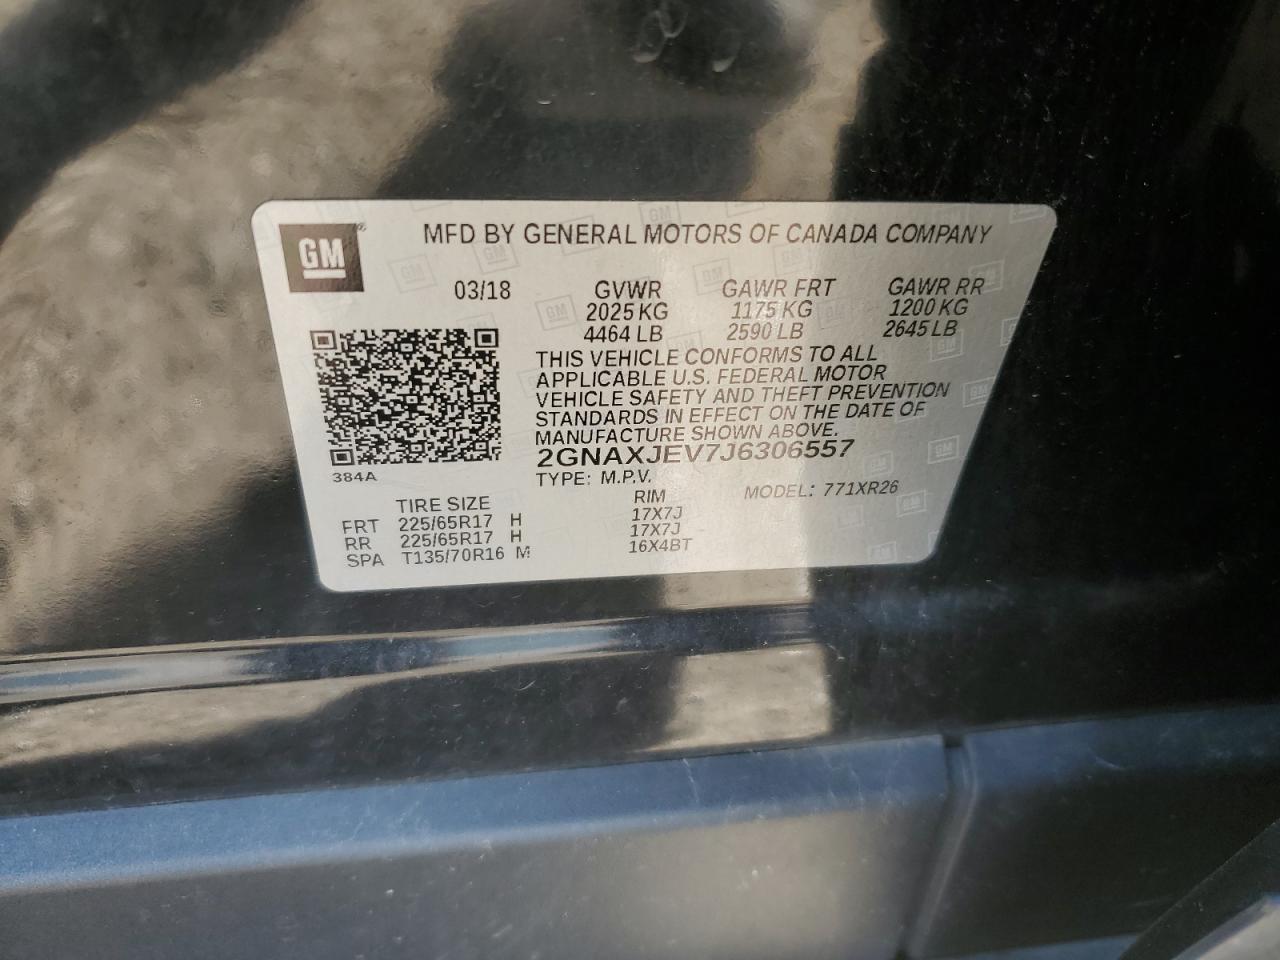 GM
MFD BY GENERAL MOTORS OF CANADA COMPANY
03/18 GVWR GAWR FRT GAWR RR
2025 KG 1175 KG 1200 KG
4464 LB 2590 LB 2645 LB
THIS VEHICLE CONFORMS TO ALL
APPLICABLE U.S. FEDERAL MOTOR
VEHICLE SAFETY AND THEFT PREVENTION
STANDARDS IN EFFECT ON THE DATE OF
MANUFACTURE SHOWN ABOVE.
2GNAXJEV7J6306557
384A TYPE: M.P.V. MODEL: 771XR26
TIRE SIZE RIM
FRT 225/65R17 H 17X7J
RR 225/65R17 H 17X7J
SPA T135/70R16 M 16X4BT